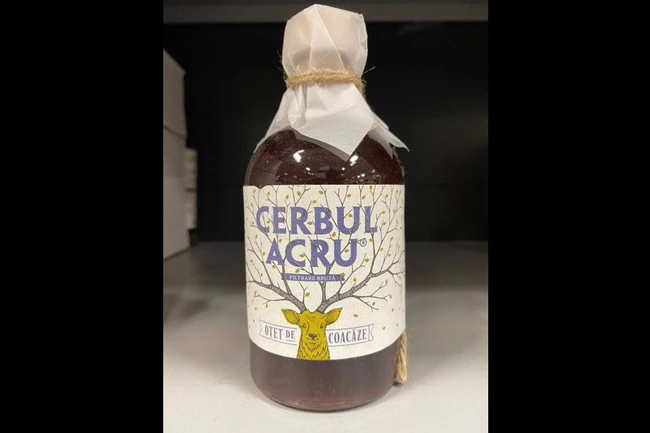 CERBUL
ACRU®
FILTRARE BRUTĂ
OȚET DE COACĂZE